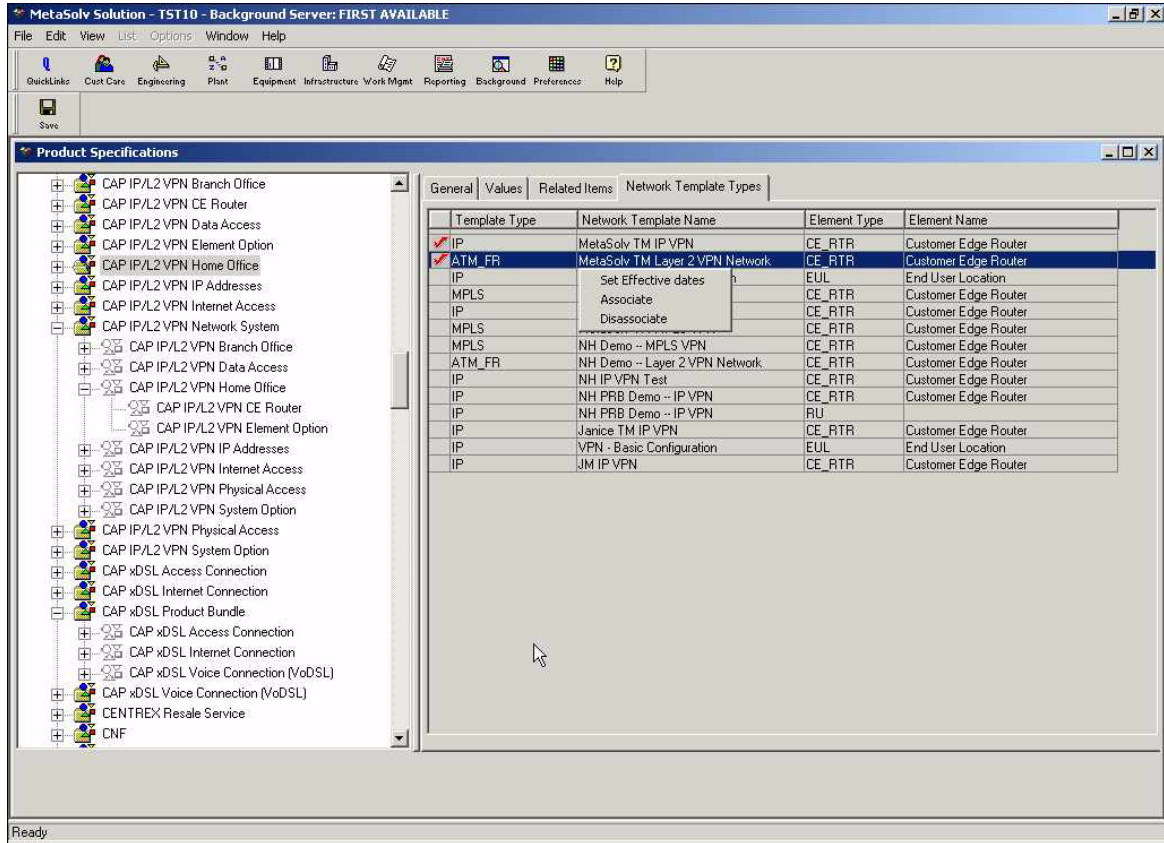 MetaSolv Solution - TST10 - Background Server: FIRST AVAILABLE
File Edit View List Options Window Help
QuickLinks Cust Care Engineering Plant Equipment Infrastructure Work Mgmt Reporting Background Preferences Help
Save
Product Specifications
CAP IP/L2 VPN Branch Office
CAP IP/L2 VPN CE Router
CAP IP/L2 VPN Data Access
CAP IP/L2 VPN Element Option
CAP IP/L2 VPN Home Office
CAP IP/L2 VPN IP Addresses
CAP IP/L2 VPN Internet Access
CAP IP/L2 VPN Network System
CAP IP/L2 VPN Branch Office
CAP IP/L2 VPN Data Access
CAP IP/L2 VPN Home Office
CAP IP/L2 VPN CE Router
CAP IP/L2 VPN Element Option
CAP IP/L2 VPN IP Addresses
CAP IP/L2 VPN Internet Access
CAP IP/L2 VPN Physical Access
CAP IP/L2 VPN System Option
CAP IP/L2 VPN Physical Access
CAP IP/L2 VPN System Option
CAP xDSL Access Connection
CAP xDSL Internet Connection
CAP xDSL Product Bundle
CAP xDSL Access Connection
CAP xDSL Internet Connection
CAP xDSL Voice Connection (VoDSL)
CAP xDSL Voice Connection (VoDSL)
CENTREX Resale Service
CNF
General Values Related Items Network Template Types
Template Type Network Template Name Element Type Element Name
IP MetaSolv TM IP VPN CE_RTR Customer Edge Router
ATM_FR MetaSolv TM Layer 2 VPN Network CE_RTR Customer Edge Router
IP EUL End User Location
MPLS CE_RTR Customer Edge Router
IP CE_RTR Customer Edge Router
MPLS CE_RTR Customer Edge Router
MPLS NH Demo -- MPLS VPN CE_RTR Customer Edge Router
ATM_FR NH Demo -- Layer 2 VPN Network CE_RTR Customer Edge Router
IP NH IP VPN Test CE_RTR Customer Edge Router
IP NH PRB Demo -- IP VPN CE_RTR Customer Edge Router
IP NH PRB Demo -- IP VPN RU
IP Janice TM IP VPN CE_RTR Customer Edge Router
IP VPN - Basic Configuration EUL End User Location
IP JM IP VPN CE_RTR Customer Edge Router
Set Effective dates
Associate
Disassociate
Ready